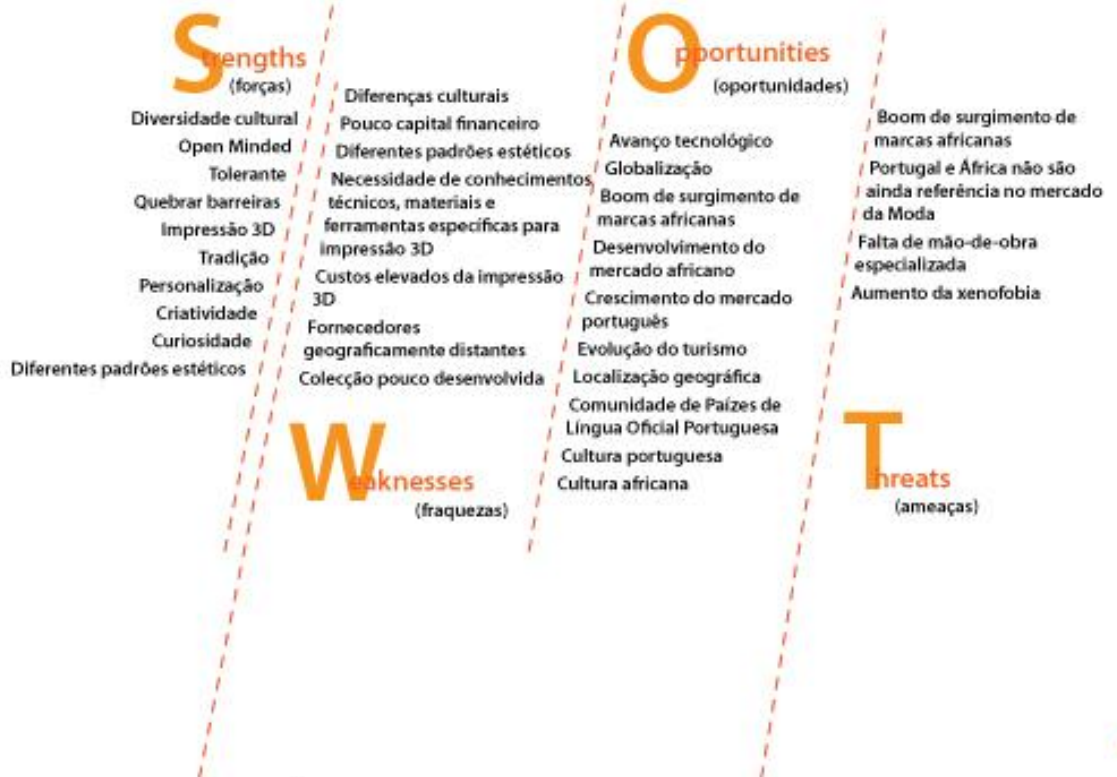 Strengths
(forças)
Diversidade cultural
Open Minded
Tolerante
Quebrar barreiras
Impressão 3D
Tradição
Personalização
Criatividade
Curiosidade
Diferentes padrões estéticos
Diferenças culturais
Pouco capital financeiro
Diferentes padrões estéticos
Necessidade de conhecimentos
técnicos, materiais e
ferramentas específicas para
impressão 3D
Custos elevados da impressão
3D
Fornecedores
geograficamente distantes
Colecção pouco desenvolvida
Weaknesses
(fraquezas)
Opportunities
(oportunidades)
Avanço tecnológico
Globalização
Boom de surgimento de
marcas africanas
Desenvolvimento do
mercado africano
Crescimento do mercado
português
Evolução do turismo
Localização geográfica
Comunidade de Paízes de
Língua Oficial Portuguesa
Cultura portuguesa
Cultura africana
Boom de surgimento de
marcas africanas
Portugal e África não são
ainda referência no mercado
da Moda
Falta de mão-de-obra
especializada
Aumento da xenofobia
Threats
(ameaças)